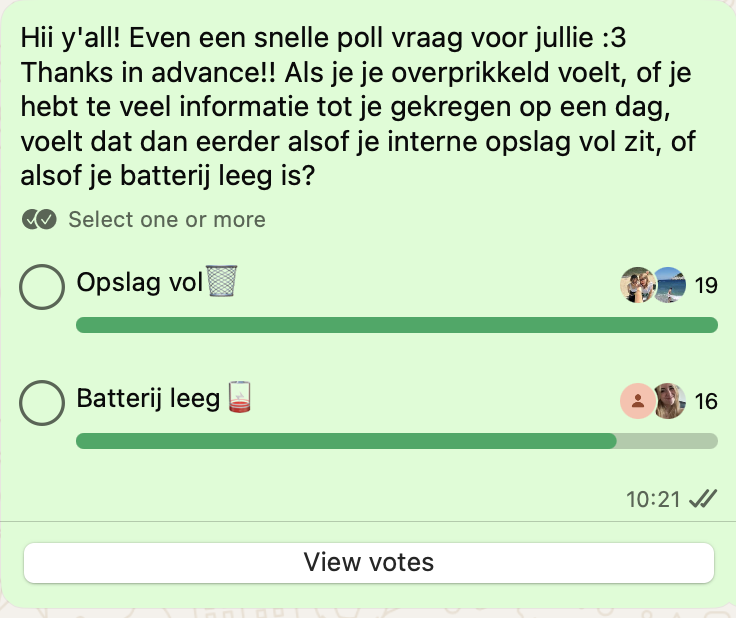 Hii y'all! Even een snelle poll vraag voor jullie :3
Thanks in advance!! Als je je overprikkeld voelt, of je
hebt te veel informatie tot je gekregen op een dag,
voelt dat dan eerder alsof je interne opslag vol zit, of
alsof je batterij leeg is?
Select one or more
Opslag vol🗑️ 19
Batterij leeg🪫 16
10:21
View votes